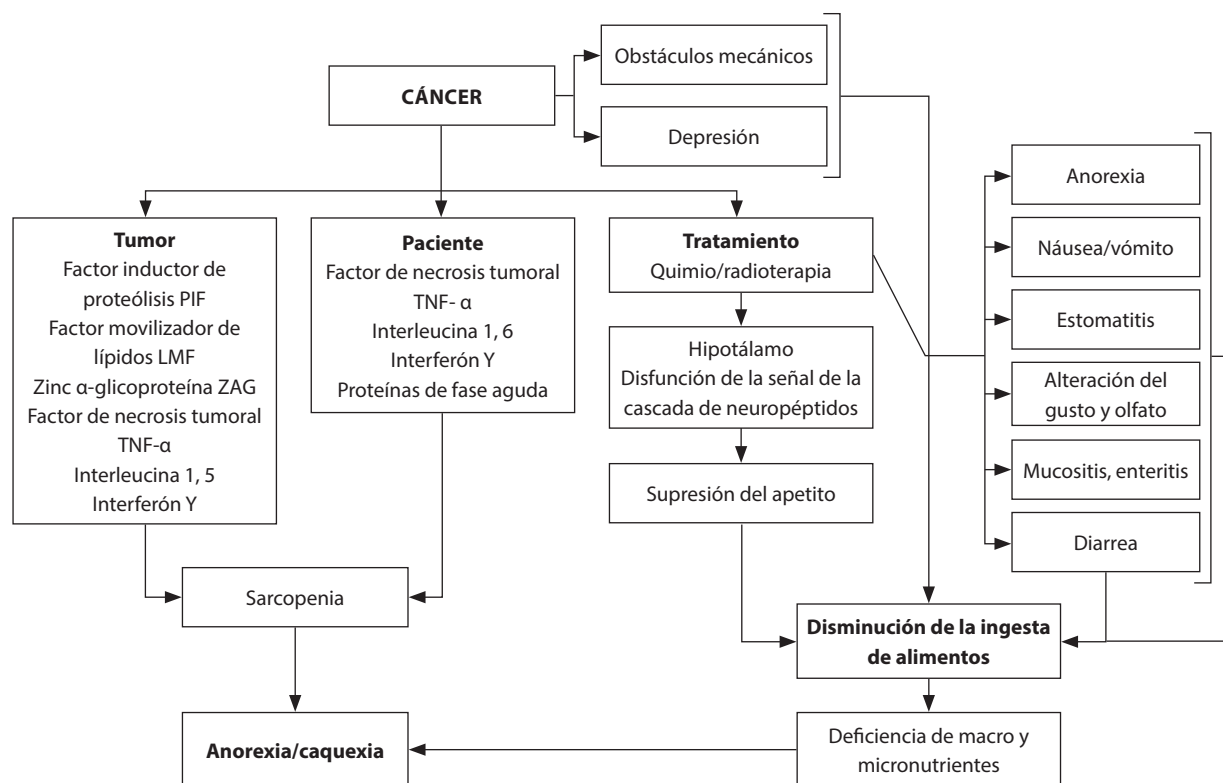 Obstáculos mecánicos
CÁNCER
Depresión
Tumor
Factor inductor de
proteólisis PIF
Factor movilizador de
lípidos LMF
Zinc α-glicoproteína ZAG
Factor de necrosis tumoral
TNF-α
Interleucina 1, 5
Interferón Y
Paciente
Factor de necrosis tumoral
TNF- α
Interleucina 1, 6
Interferón Y
Proteínas de fase aguda
Tratamiento
Quimio/radioterapia
Hipotálamo
Disfunción de la señal de la
cascada de neuropéptidos
Supresión del apetito
Anorexia
Náusea/vómito
Estomatitis
Alteración del
gusto y olfato
Mucositis, enteritis
Diarrea
Sarcopenia
Disminución de la ingesta
de alimentos
Anorexia/caquexia
Deficiencia de macro y
micronutrientes